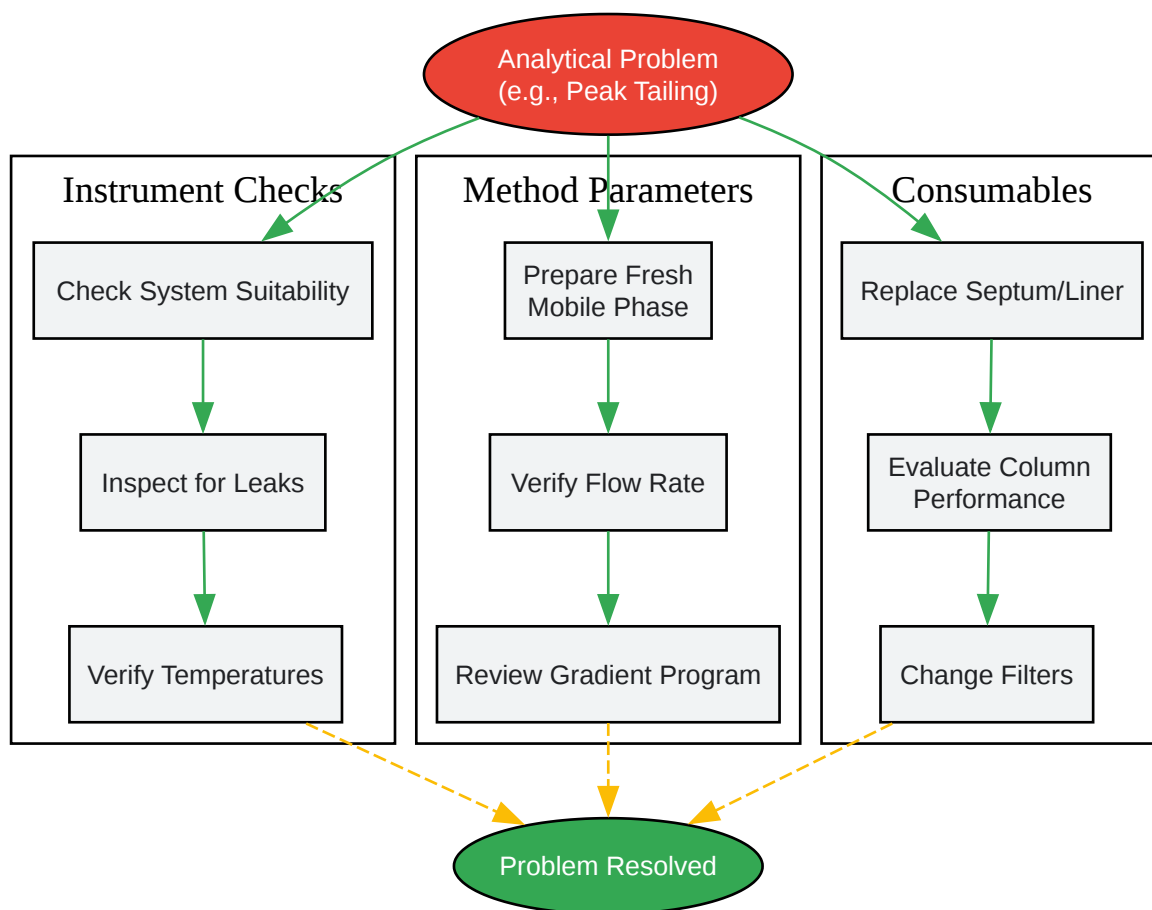 Analytical Problem
(e.g., Peak Tailing)
Instrument Checks
Check System Suitability
Inspect for Leaks
Verify Temperatures
Method Parameters
Prepare Fresh
Mobile Phase
Verify Flow Rate
Review Gradient Program
Consumables
Replace Septum/Liner
Evaluate Column
Performance
Change Filters
Problem Resolved